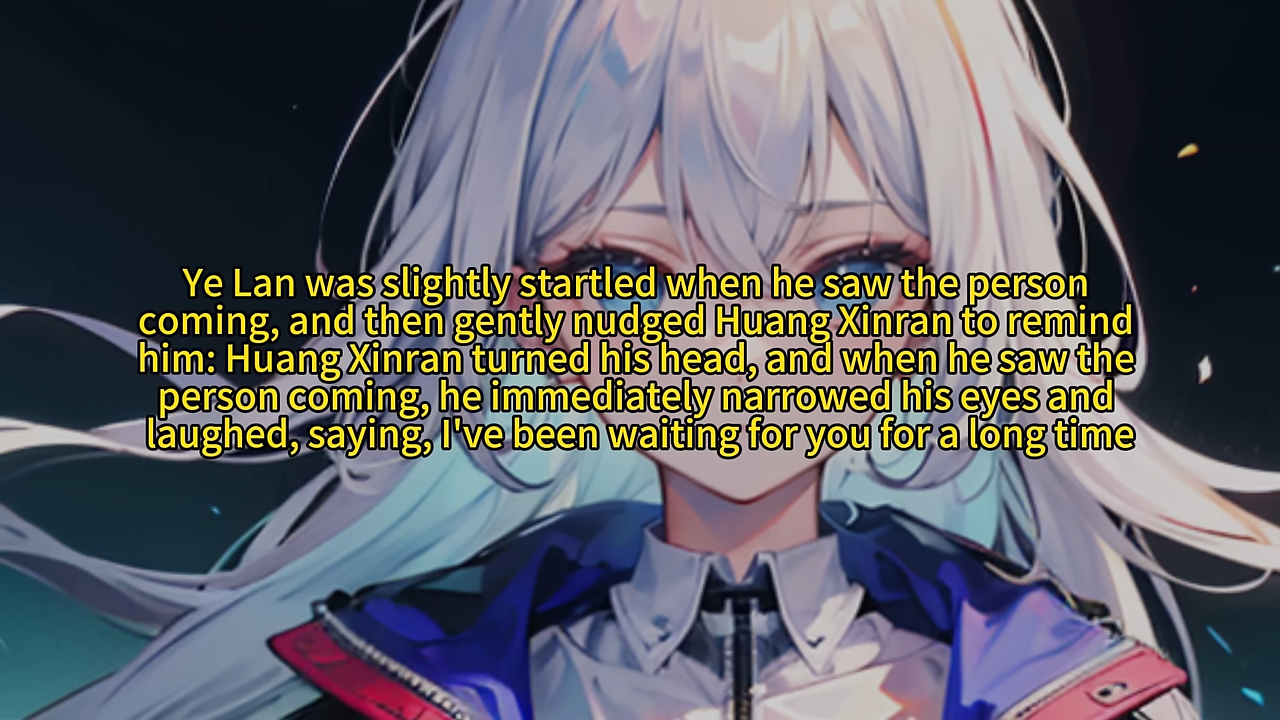 Ye Lan was slightly startled when he saw the person
coming, and then gently nudged Huang Xinran to remind
him: Huang Xinran turned his head, and when he saw the
person coming, he immediately narrowed his eyes and
laughed, saying, I've been waiting for you for a long time